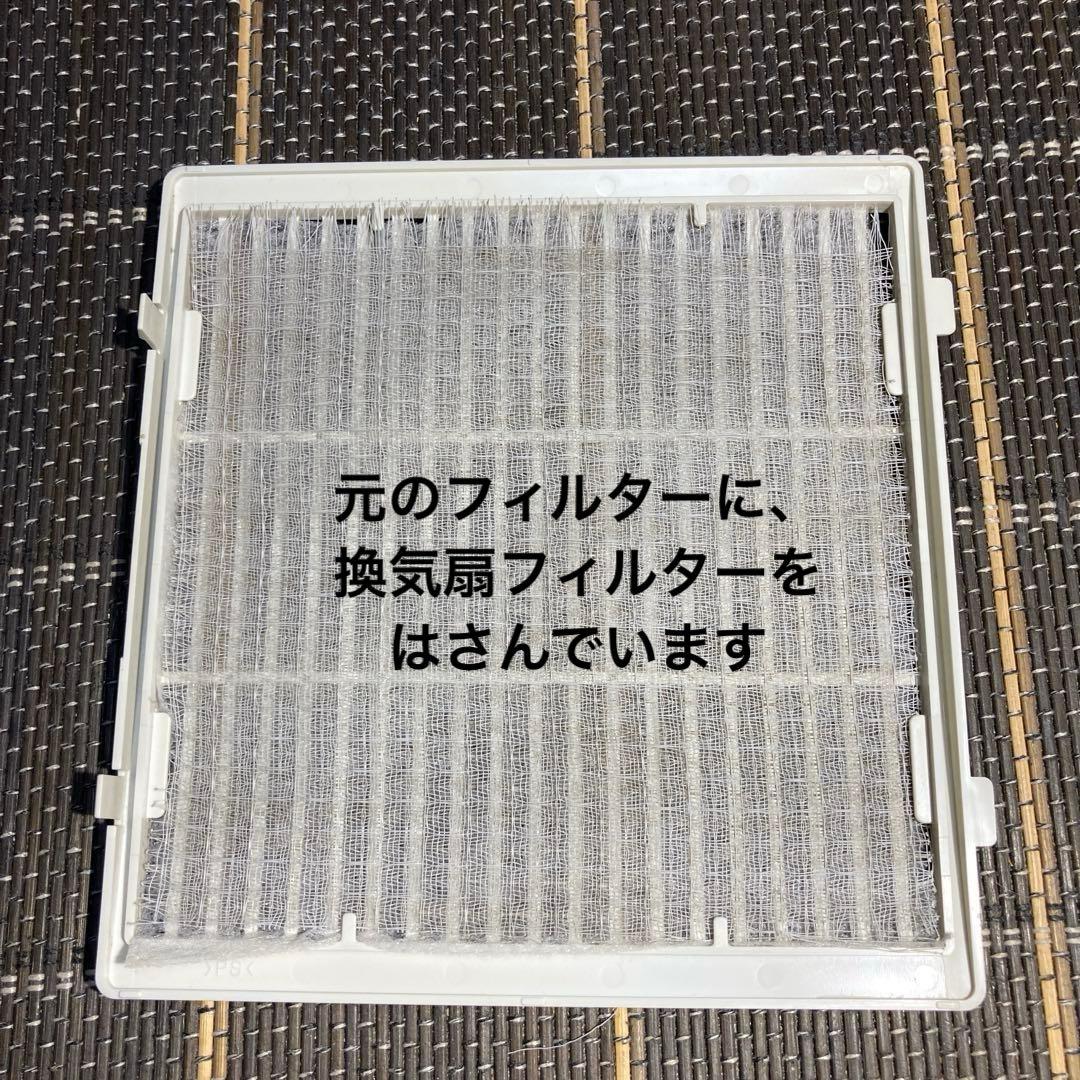 元のフィルターに、
換気扇フィルターを
はさんでいます
>PS<